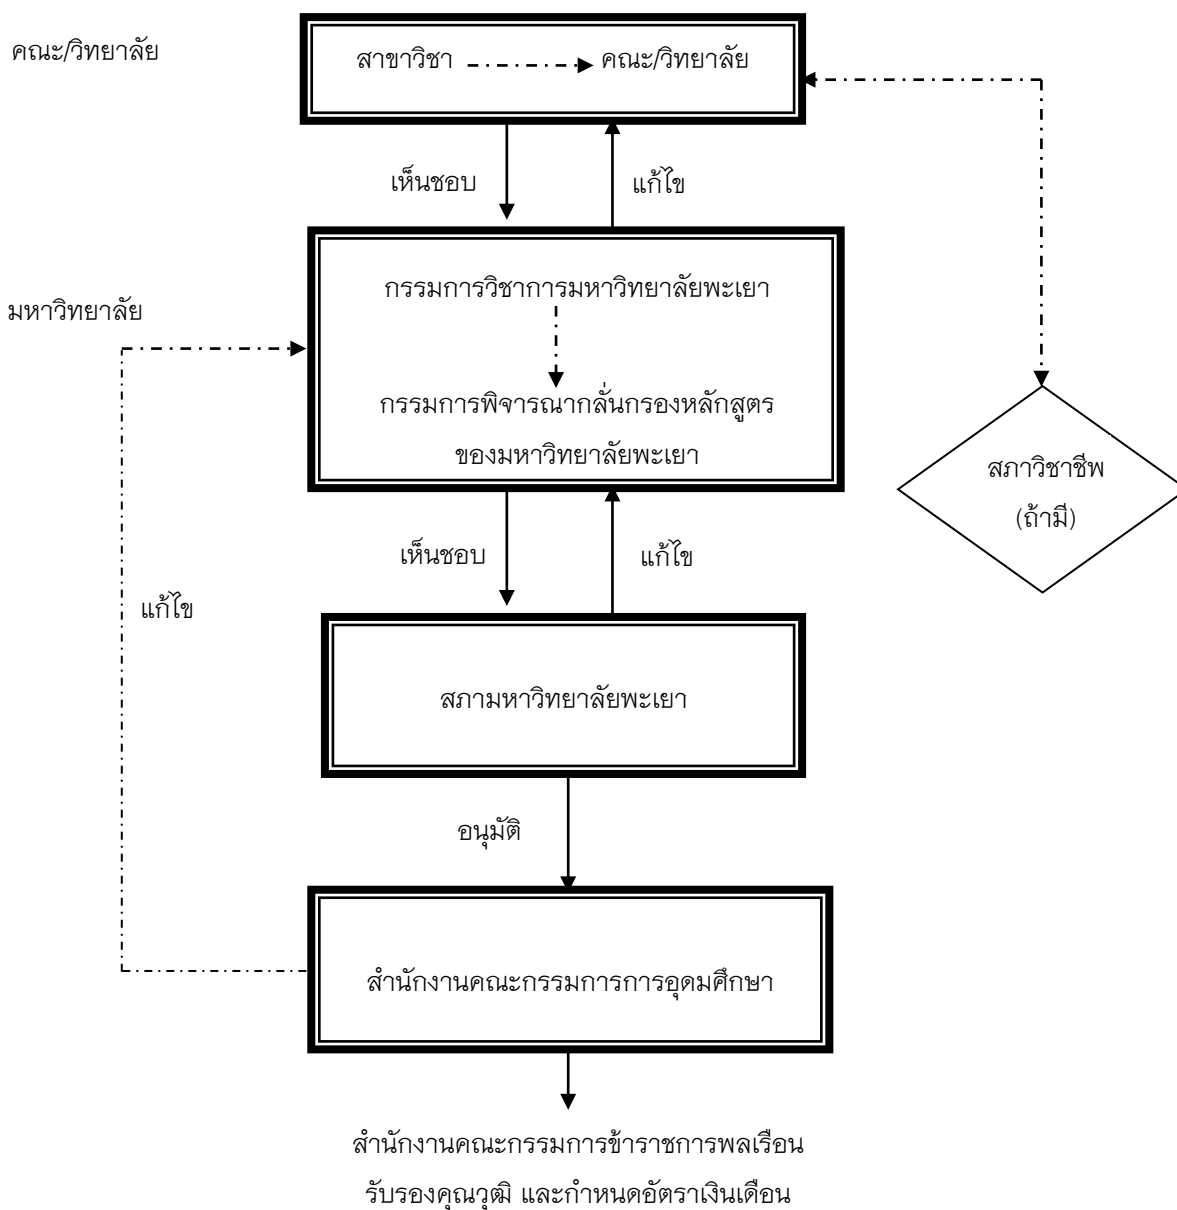 คณะ/วิทยาลัย
สาขาวิชา คณะ/วิทยาลัย
เห็นชอบ
แก้ไข
มหาวิทยาลัย
กรรมการวิชาการมหาวิทยาลัยพะเยา
กรรมการพิจารณากลั่นกรองหลักสูตร
ของมหาวิทยาลัยพะเยา
สภาวิชาชีพ
(ถ้ามี)
เห็นชอบ
แก้ไข
แก้ไข
สภามหาวิทยาลัยพะเยา
อนุมัติ
สำนักงานคณะกรรมการการอุดมศึกษา
สำนักงานคณะกรรมการข้าราชการพลเรือน
รับรองคุณวุฒิ และกำหนดอัตราเงินเดือน